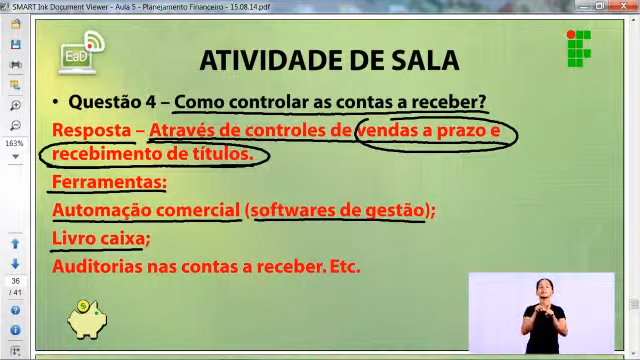 SMART Ink Document Viewer - Aula 5 - Planejamento Financeiro - 15.08.14.pdf
EaD
ATIVIDADE DE SALA
• Questão 4 – Como controlar as contas a receber?
Resposta – Através de controles de vendas a prazo e
recebimento de títulos.
Ferramentas:
Automação comercial (softwares de gestão);
Livro caixa;
Auditorias nas contas a receber. Etc.
163%
36
/ 41